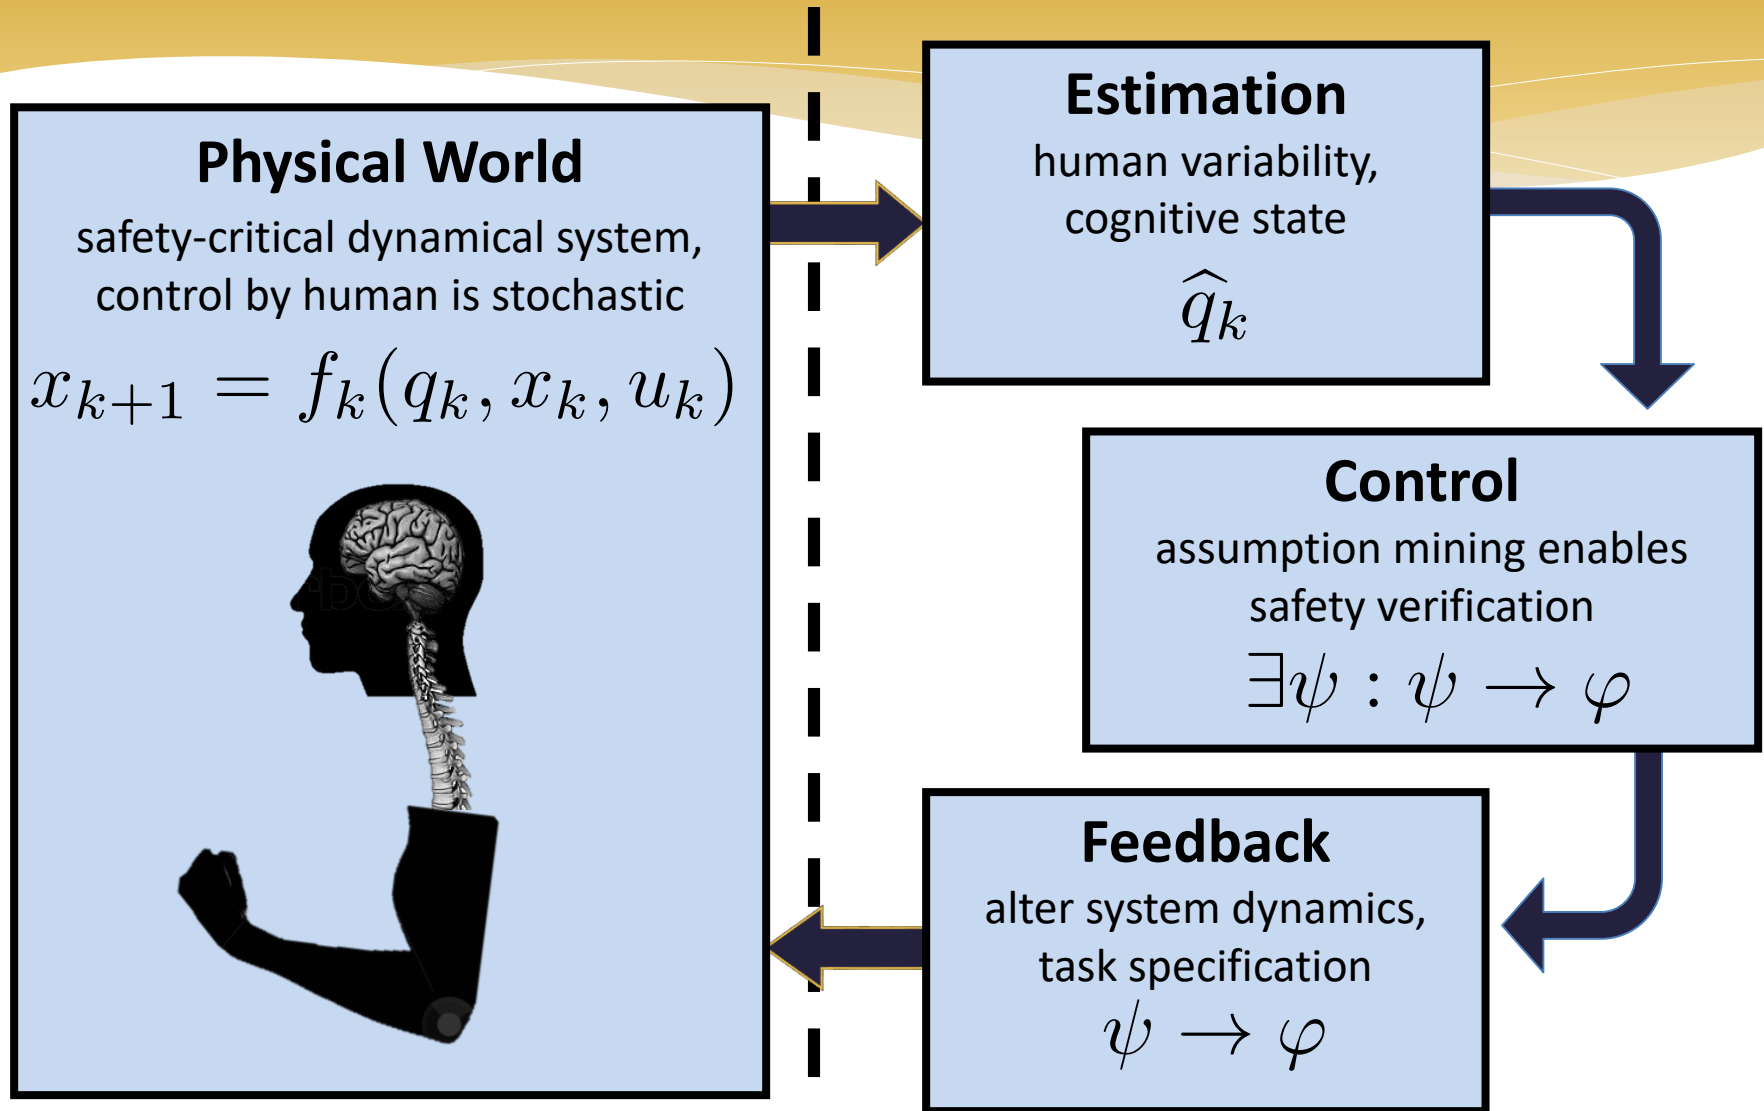 Physical World
safety-critical dynamical system,
control by human is stochastic
x_{k+1} = f_k(q_k, x_k, u_k)
Estimation
human variability,
cognitive state
\widehat{q}_k
Control
assumption mining enables
safety verification
∃ψ : ψ → φ
Feedback
alter system dynamics,
task specification
ψ → φ